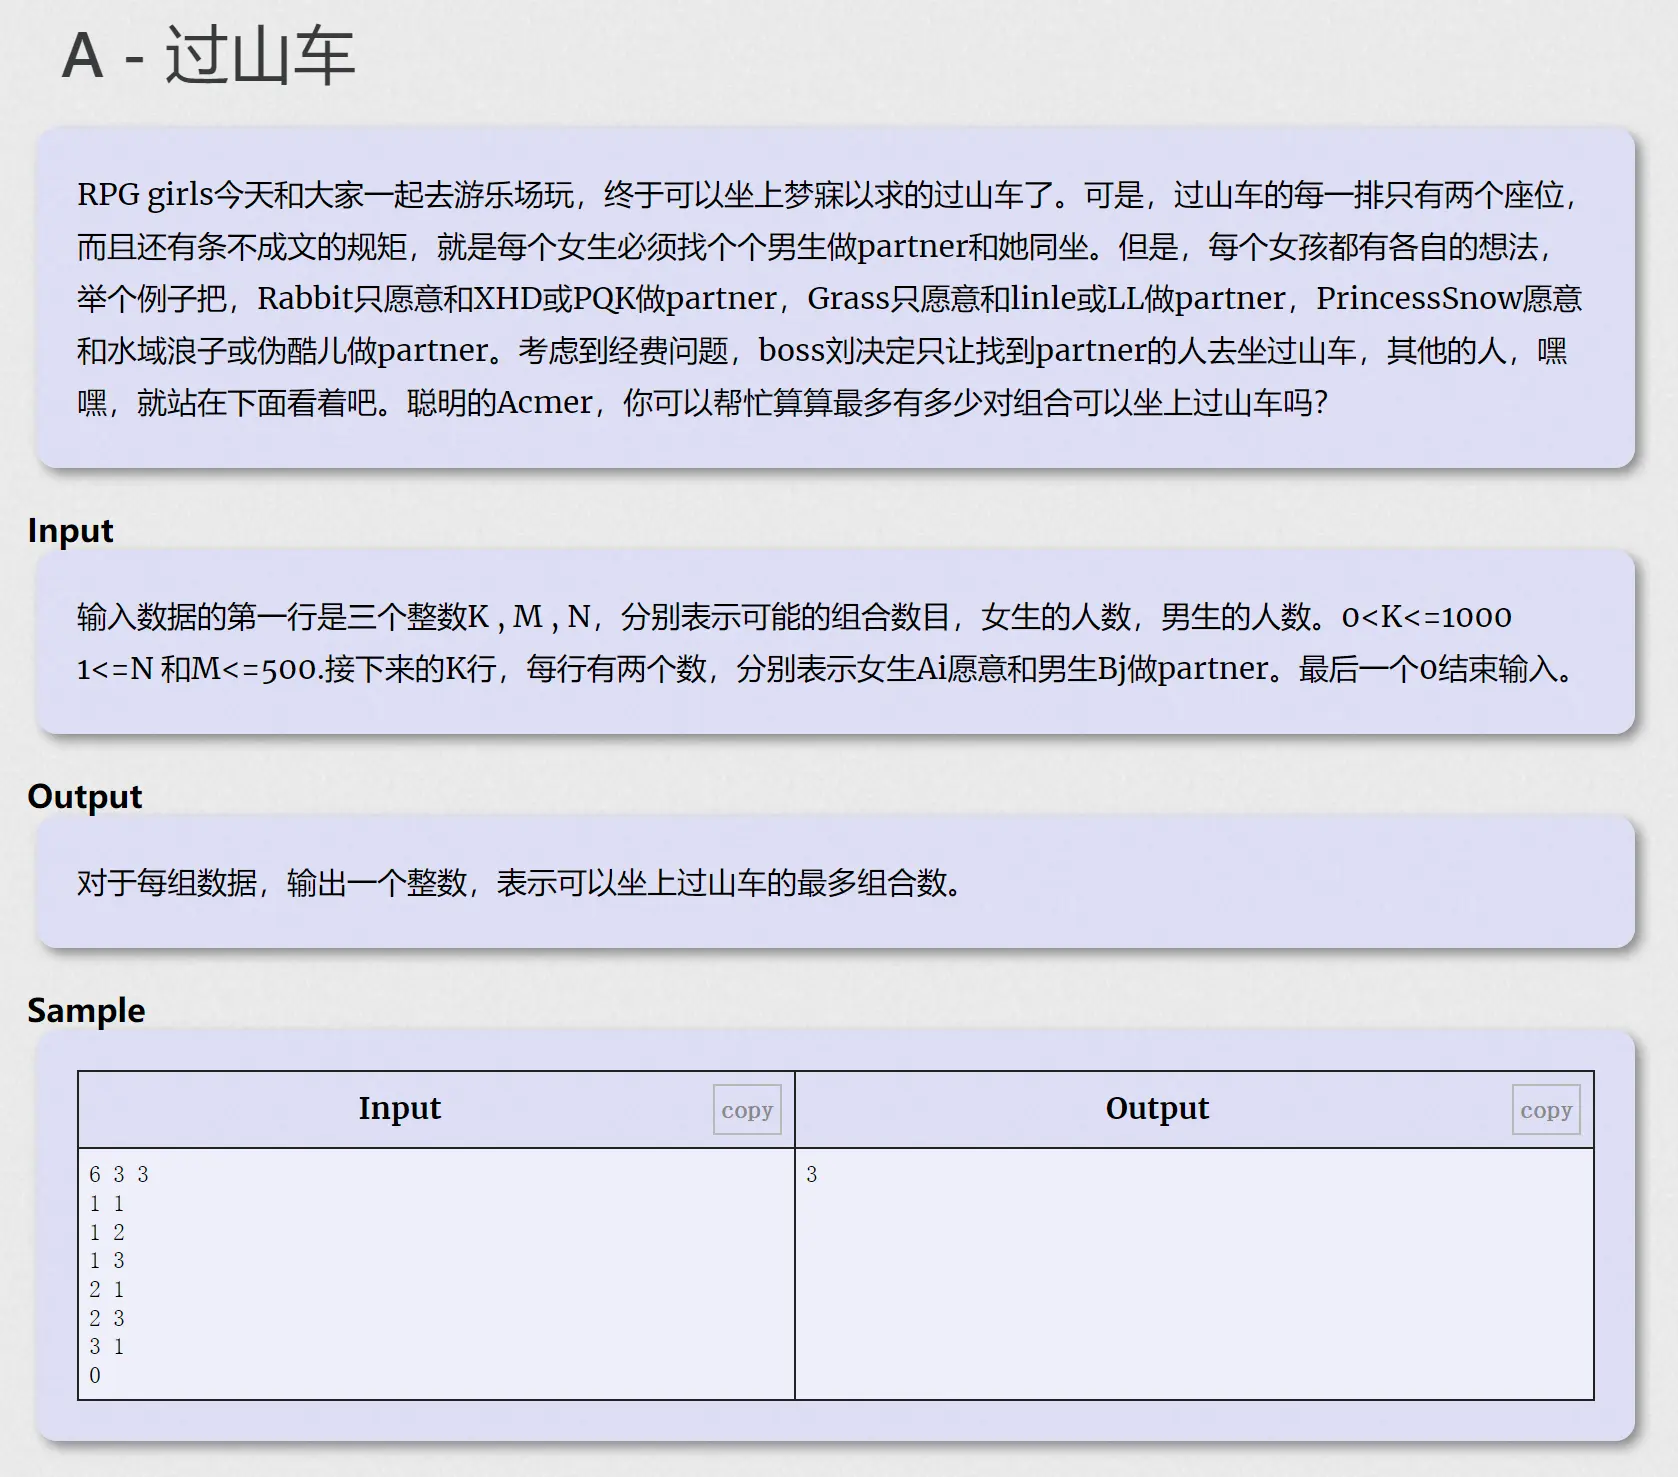 A - 过山车
RPG girls今天和大家一起去游乐场玩，终于可以坐上梦寐以求的过山车了。可是，过山车的每一排只有两个座位，
而且还有条不成文的规矩，就是每个女生必须找个个男生做partner和她同坐。但是，每个女孩都有各自的想法，
举个例子把，Rabbit只愿意和XHD或PQK做partner，Grass只愿意和linle或LL做partner，PrincessSnow愿意
和水域浪子或伪酷儿做partner。考虑到经费问题，boss刘决定只让找到partner的人去坐过山车，其他的人，嘿
嘿，就站在下面看着吧。聪明的Acmer，你可以帮忙算算最多有多少对组合可以坐上过山车吗？
Input
输入数据的第一行是三个整数K , M , N，分别表示可能的组合数目，女生的人数，男生的人数。0<K<=1000
1<=N 和M<=500.接下来的K行，每行有两个数，分别表示女生Ai愿意和男生Bj做partner。最后一个0结束输入。
Output
对于每组数据，输出一个整数，表示可以坐上过山车的最多组合数。
Sample
Input copy Output copy
6 3 3 3
1 1
1 2
1 3
2 1
2 3
3 1
0